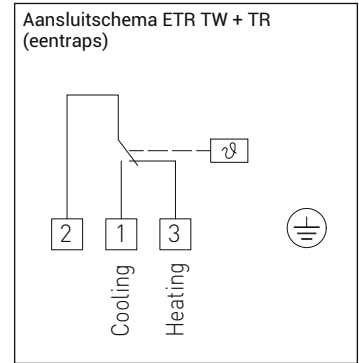 Aansluitschema ETR TW + TR
(eentraps)
ϑ
2 1 3
Cooling
Heating